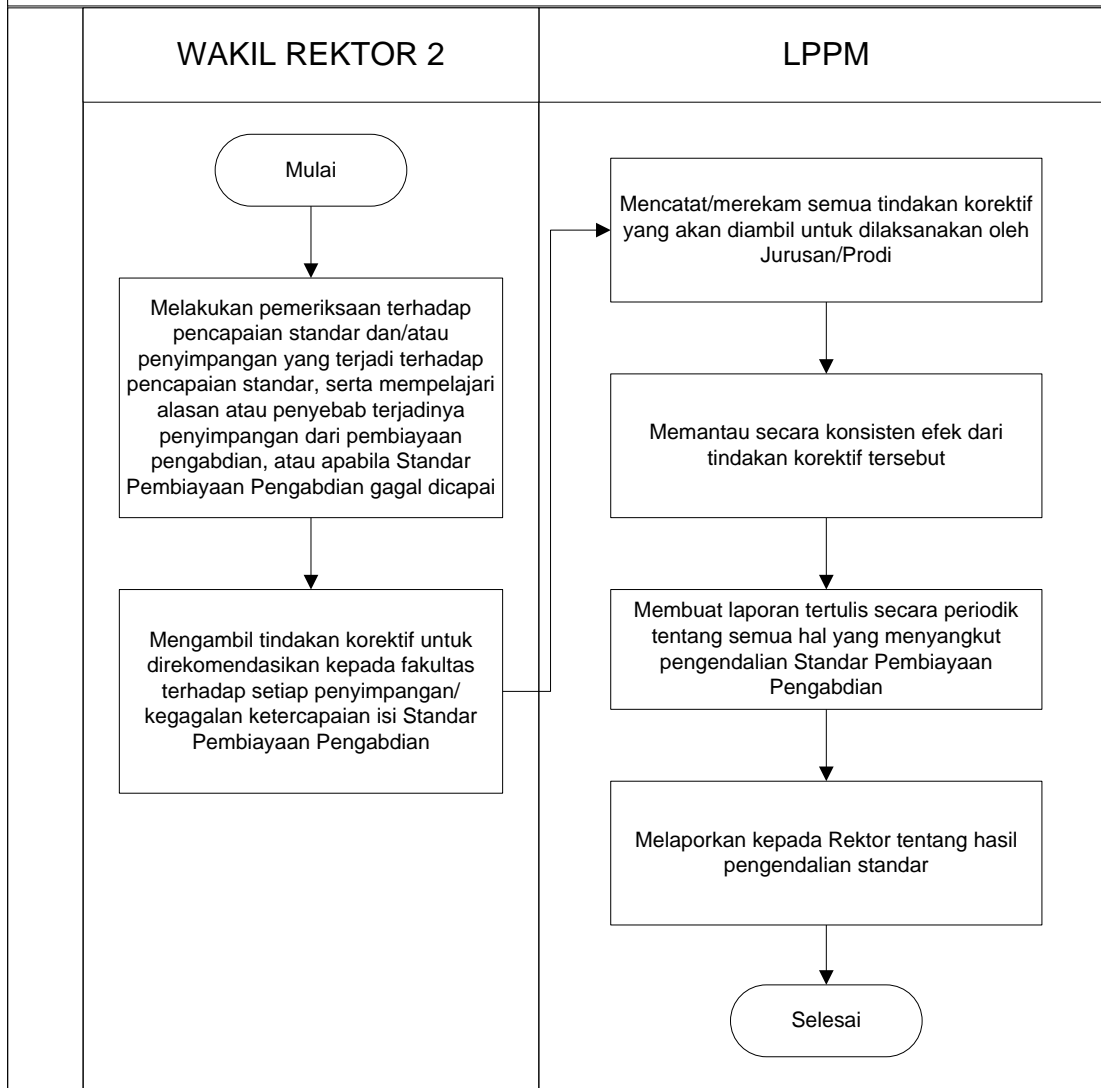 WAKIL REKTOR 2
LPPM
Mulai
Melakukan pemeriksaan terhadap
pencapaian standar dan/atau
penyimpangan yang terjadi terhadap
pencapaian standar, serta mempelajari
alasan atau penyebab terjadinya
penyimpangan dari pembiayaan
pengabdian, atau apabila Standar
Pembiayaan Pengabdian gagal dicapai
Mengambil tindakan korektif untuk
direkomendasikan kepada fakultas
terhadap setiap penyimpangan/
kegagalan ketercapaian isi Standar
Pembiayaan Pengabdian
Mencatat/merekam semua tindakan korektif
yang akan diambil untuk dilaksanakan oleh
Jurusan/Prodi
Memantau secara konsisten efek dari
tindakan korektif tersebut
Membuat laporan tertulis secara periodik
tentang semua hal yang menyangkut
pengendalian Standar Pembiayaan
Pengabdian
Melaporkan kepada Rektor tentang hasil
pengendalian standar
Selesai